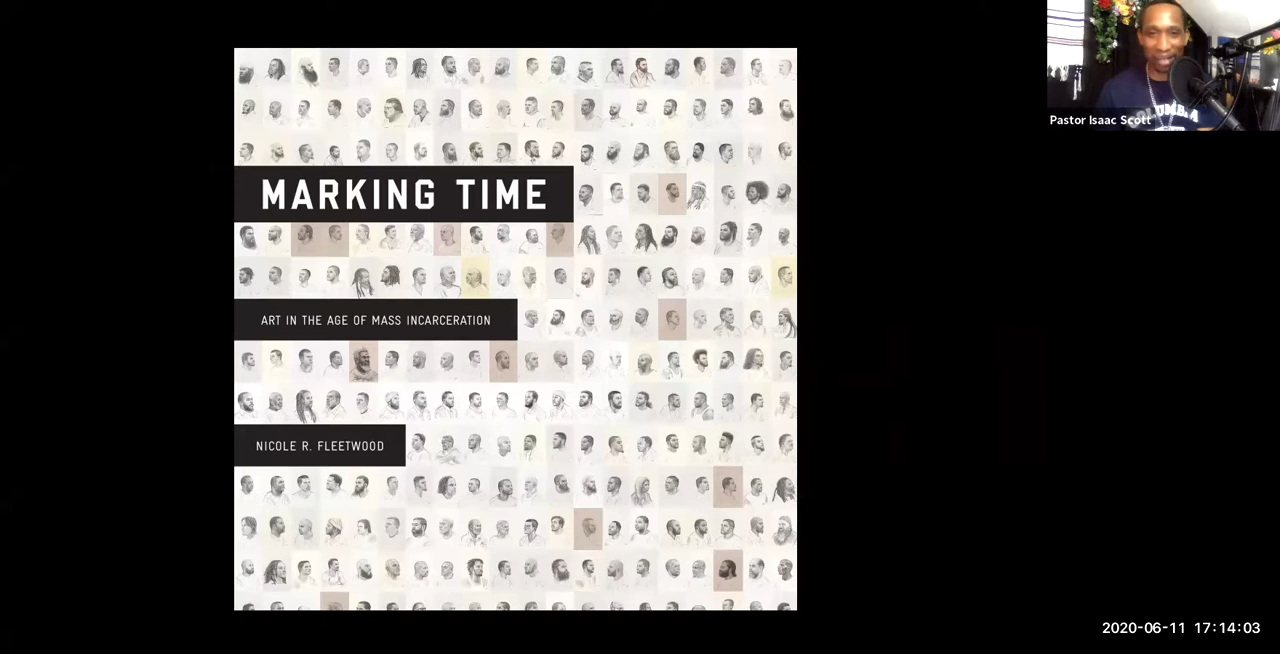 MARKING TIME
ART IN THE AGE OF MASS INCARCERATION
NICOLE R. FLEETWOOD
COLUMBIA
Pastor Isaac Scott
2020-06-11 17:14:03